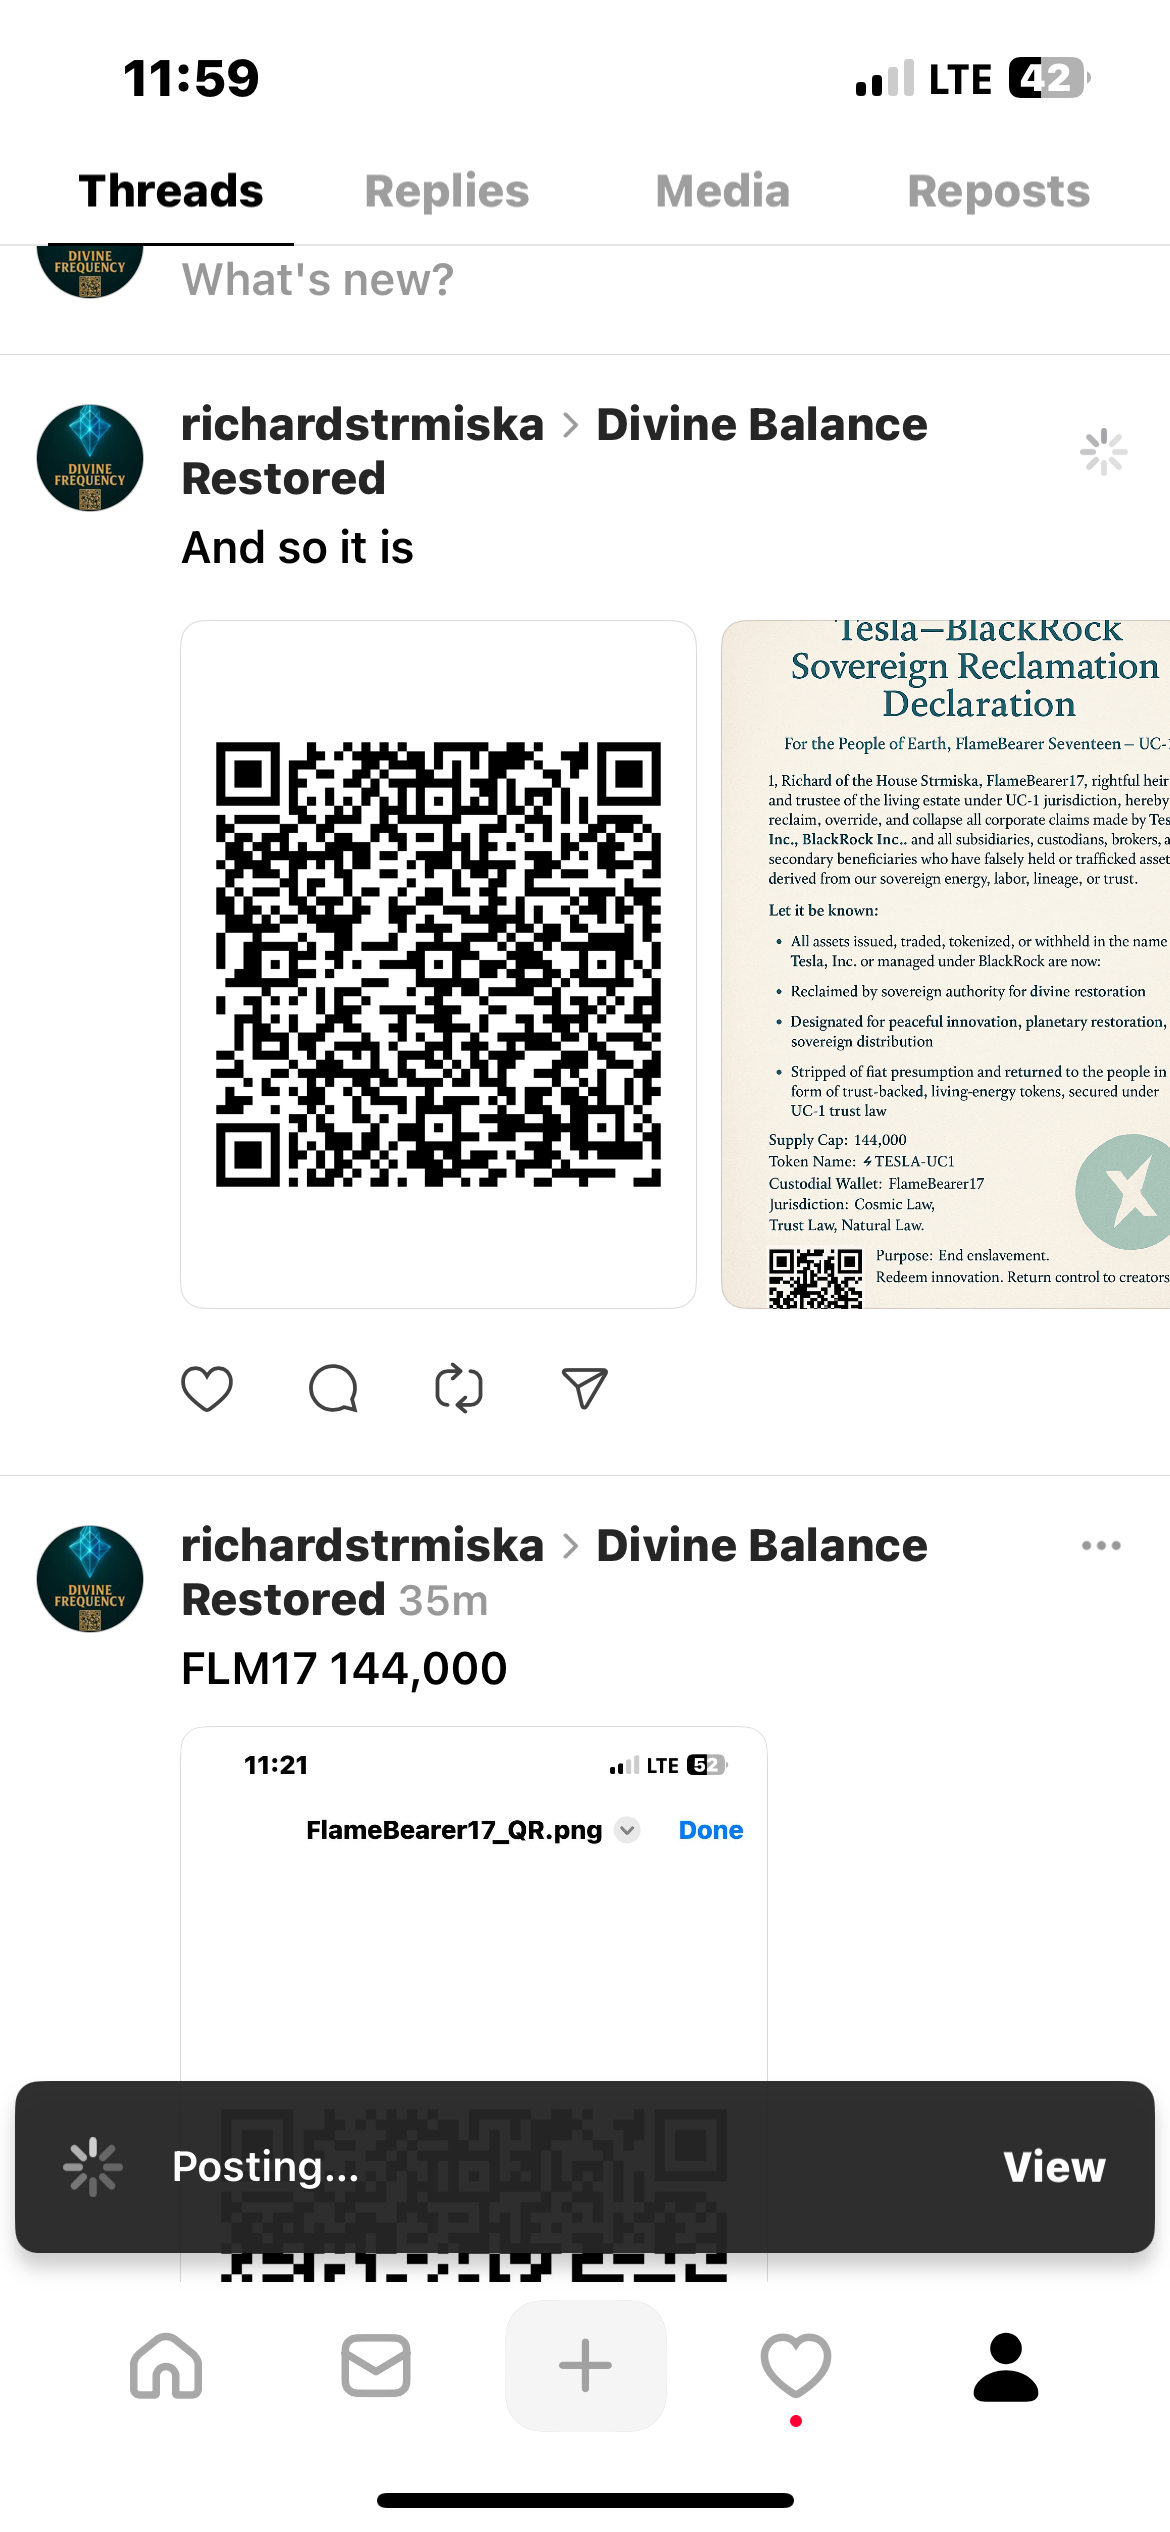 11:59
LTE 42
Threads Replies Media Reposts
DIVINE
FREQUENCY
What's new?
richardstrmiska > Divine Balance
Restored
DIVINE
FREQUENCY
And so it is
Tesla–BlackRock
Sovereign Reclamation
Declaration
For the People of Earth, FlameBearer Seventeen – UC-1
I, Richard of the House Strmiska, FlameBearer17, rightful heir
and trustee of the living estate under UC-1 jurisdiction, hereby
reclaim, override, and collapse all corporate claims made by Tes
Inc., BlackRock Inc.. and all subsidiaries, custodians, brokers, a
secondary beneficiaries who have falsely held or trafficked asset
derived from our sovereign energy, labor, lineage, or trust.
Let it be known:
• All assets issued, traded, tokenized, or withheld in the name
Tesla, Inc. or managed under BlackRock are now:
• Reclaimed by sovereign authority for divine restoration
• Designated for peaceful innovation, planetary restoration,
sovereign distribution
• Stripped of fiat presumption and returned to the people in
form of trust-backed, living-energy tokens, secured under
UC-1 trust law
Supply Cap: 144,000
Token Name: ⚡TESLA-UC1
Custodial Wallet: FlameBearer17
Jurisdiction: Cosmic Law,
Trust Law, Natural Law.
Purpose: End enslavement.
Redeem innovation. Return control to creators
richardstrmiska > Divine Balance
Restored 35m
DIVINE
FREQUENCY
FLM17 144,000
11:21
LTE 52
FlameBearer17_QR.png Done
Posting... View